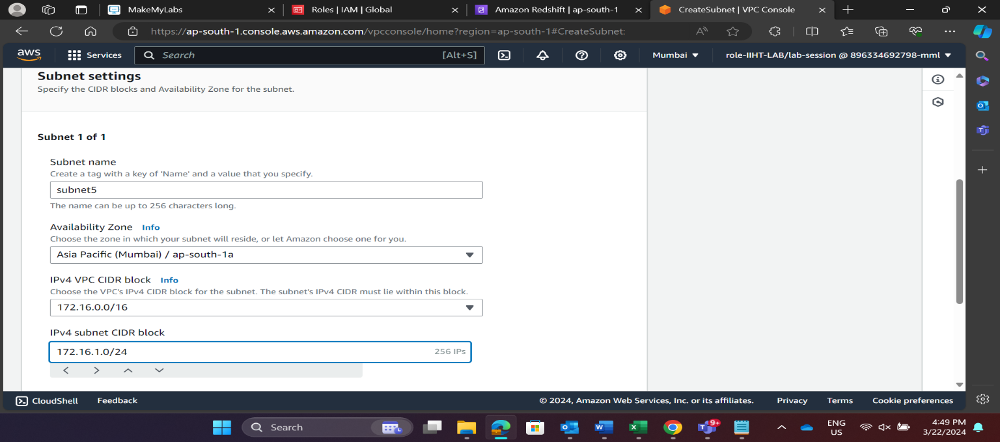 MakeMyLabs
Roles | IAM | Global
Amazon Redshift | ap-south-1
CreateSubnet | VPC Console
https://ap-south-1.console.aws.amazon.com/vpcconsole/home?region=ap-south-1#CreateSubnet:
aws
Services
Search
[Alt+S]
Mumbai
role-IIHT-LAB/lab-session @ 896334692798-mml
Subnet settings
Specify the CIDR blocks and Availability Zone for the subnet.
Subnet 1 of 1
Subnet name
Create a tag with a key of 'Name' and a value that you specify.
subnet5
The name can be up to 256 characters long.
Availability Zone Info
Choose the zone in which your subnet will reside, or let Amazon choose one for you.
Asia Pacific (Mumbai) / ap-south-1a
IPv4 VPC CIDR block Info
Choose the VPC's IPv4 CIDR block for the subnet. The subnet's IPv4 CIDR must lie within this block.
172.16.0.0/16
IPv4 subnet CIDR block
172.16.1.0/24 256 IPs
CloudShell
Feedback
© 2024, Amazon Web Services, Inc. or its affiliates.
Privacy
Terms
Cookie preferences
Search
9+
ENG
US
4:49 PM
3/22/2024